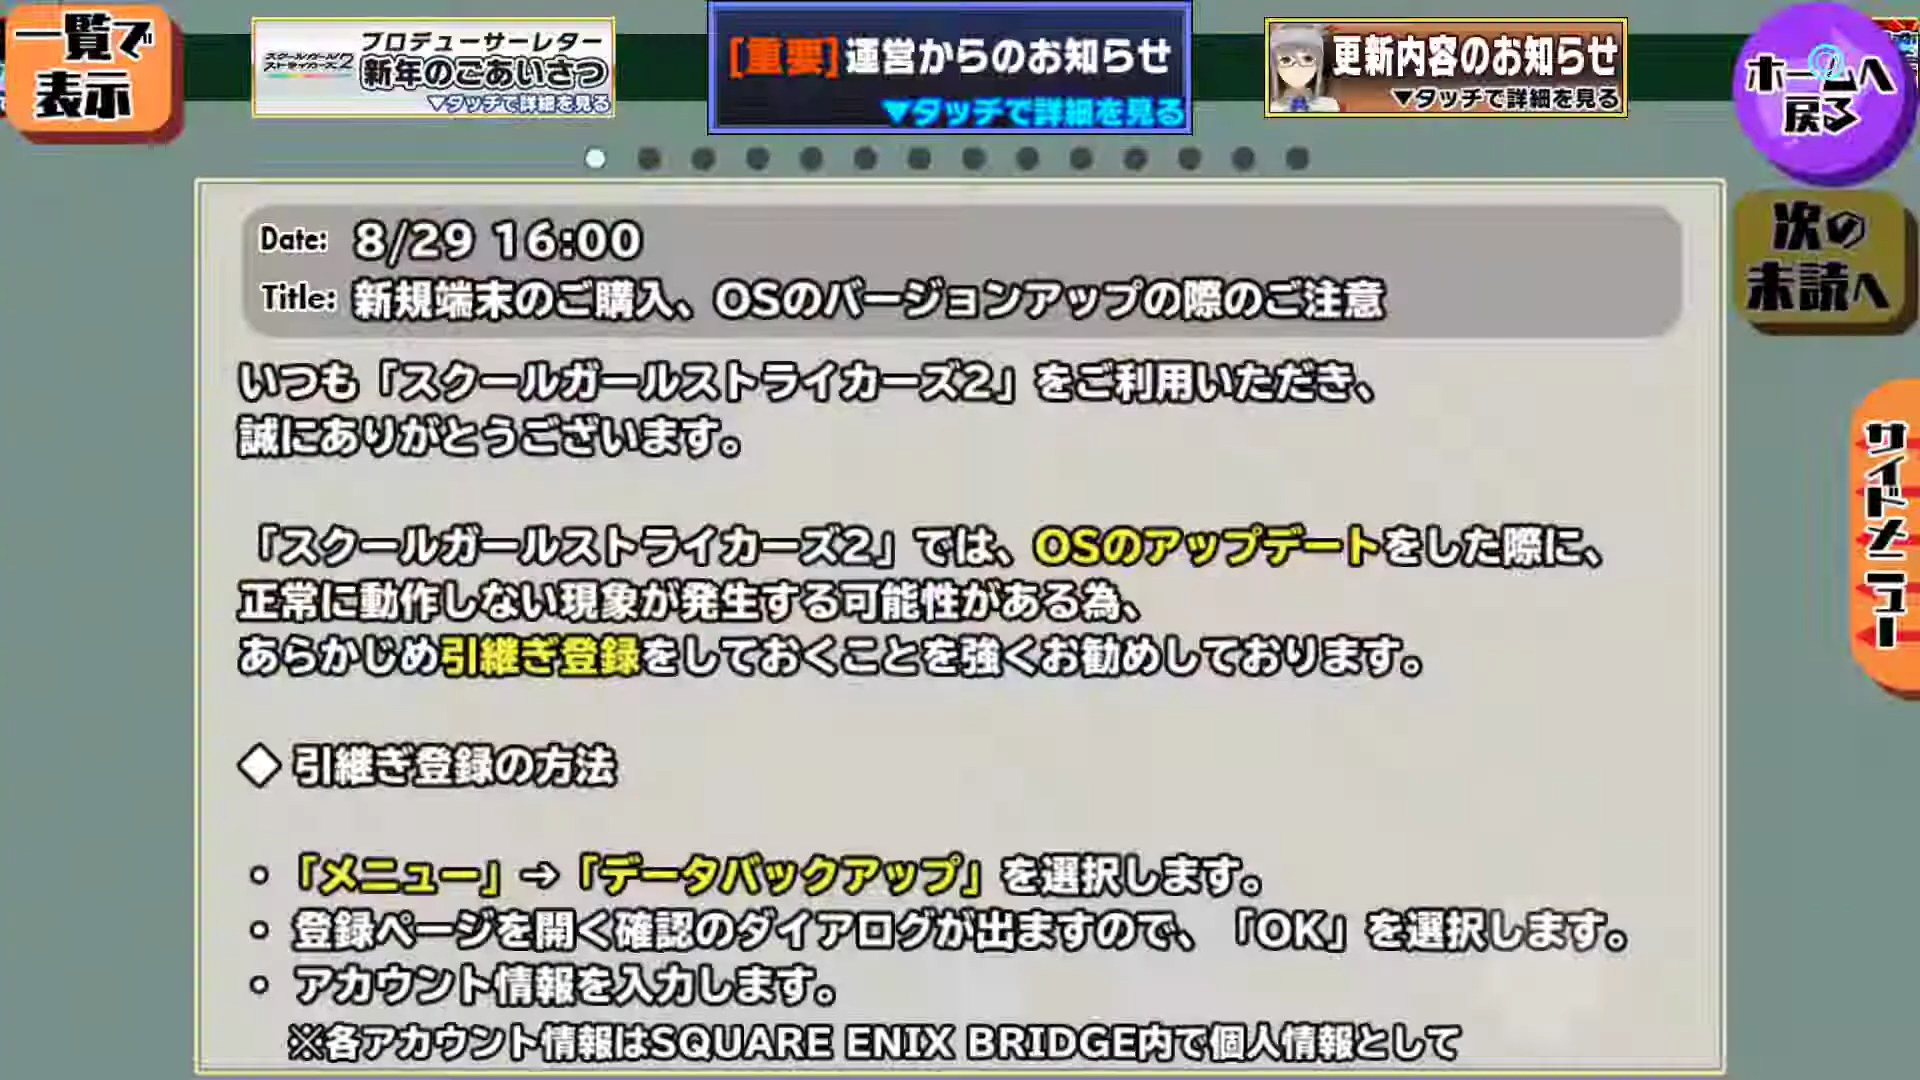 一覧で
表示
スクールガール
ストライカーズ2
プロデューサーレター
新年のごあいさつ
▼タッチで詳細を見る
[重要]運営からのお知らせ
▼タッチで詳細を見る
更新内容のお知らせ
▼タッチで詳細を見る
ホームへ
戻る
次の
未読へ
サイドメニュー
Date: 8/29 16:00
Title: 新規端末のご購入、OSのバージョンアップの際のご注意
いつも「スクールガールストライカーズ2」をご利用いただき、
誠にありがとうございます。
「スクールガールストライカーズ2」では、OSのアップデートをした際に、
正常に動作しない現象が発生する可能性がある為、
あらかじめ引継ぎ登録をしておくことを強くお勧めしております。
◆ 引継ぎ登録の方法
・「メニュー」→「データバックアップ」を選択します。
・登録ページを開く確認のダイアログが出ますので、「OK」を選択します。
・アカウント情報を入力します。
※各アカウント情報はSQUARE ENIX BRIDGE内で個人情報として